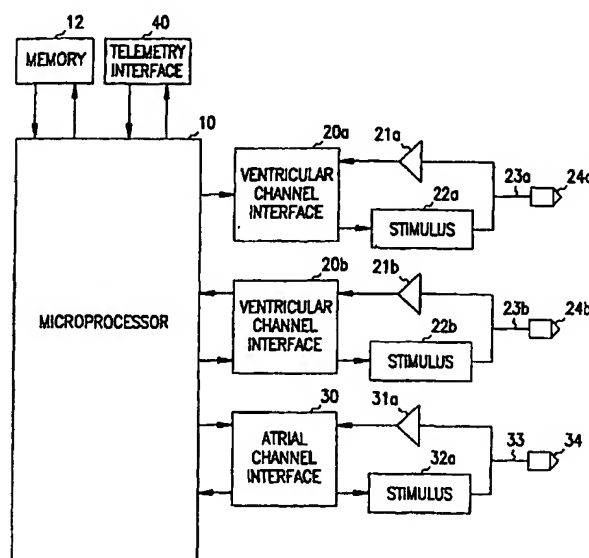 12
40
MEMORY
TELEMETRY
INTERFACE
10
20a
21a
VENTRICULAR
CHANNEL
INTERFACE
22a
STIMULUS
23a
24a
20b
21b
MICROPROCESSOR
VENTRICULAR
CHANNEL
INTERFACE
22b
STIMULUS
23b
24b
30
31a
ATRIAL
CHANNEL
INTERFACE
32a
STIMULUS
33
34